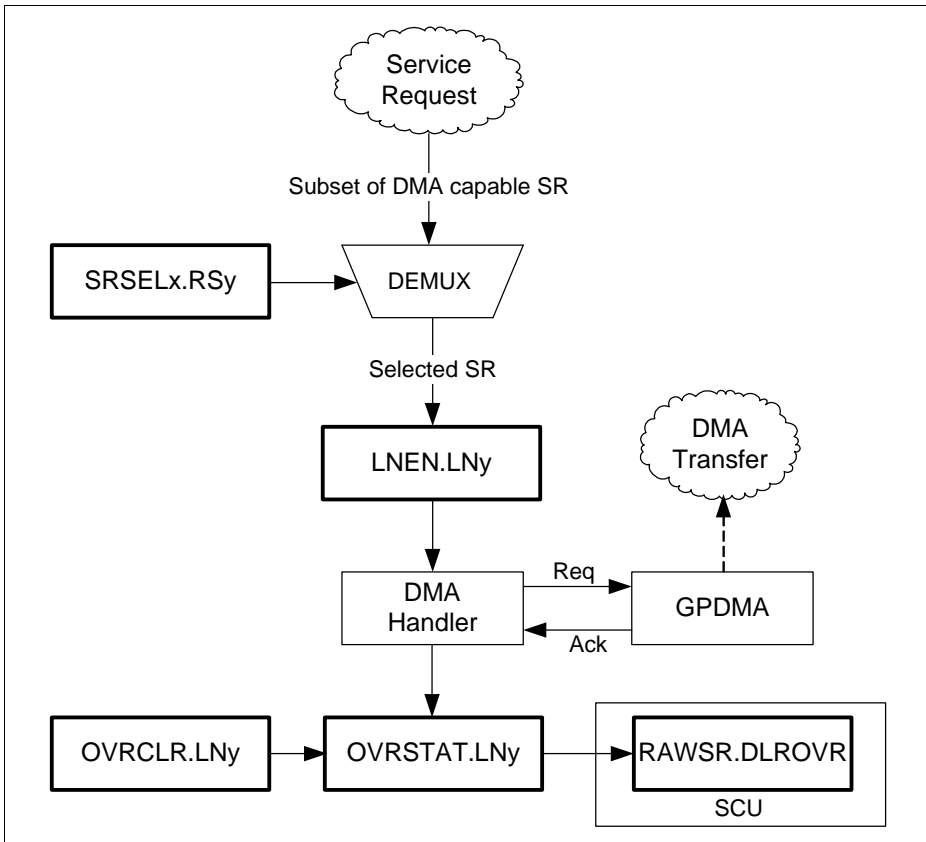 Service
Request
Subset of DMA capable SR
SRSELx.RSy
DEMUX
Selected SR
LNEN.LNy
DMA
Transfer
DMA
Handler
Req
Ack
GPDMA
OVRCLR.LNy
OVRSTAT.LNy
RAWSR.DLROVR
SCU